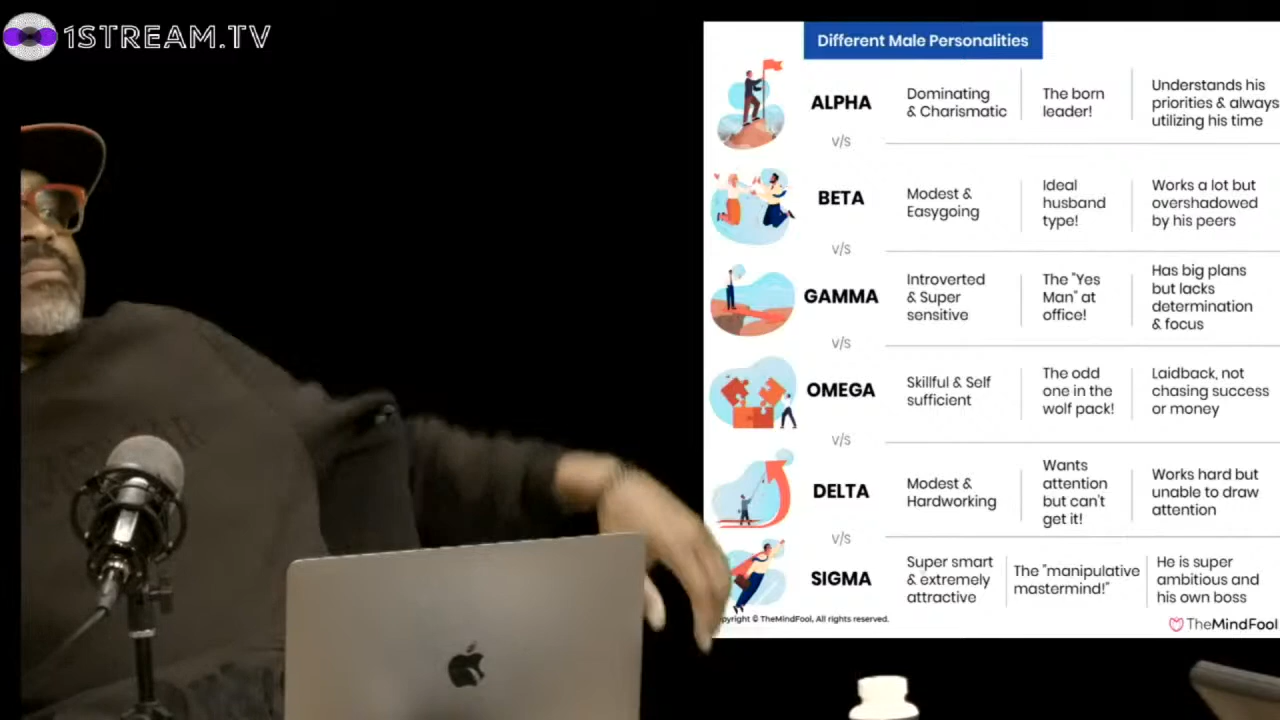 1STREAM.TV
Different Male Personalities
ALPHA
Dominating
& Charismatic
The born
leader!
Understands his
priorities & always
utilizing his time
v/s
BETA
Modest &
Easygoing
Ideal
husband
type!
Works a lot but
overshadowed
by his peers
v/s
GAMMA
Introverted
& Super
sensitive
The "Yes
Man" at
office!
Has big plans
but lacks
determination
& focus
v/s
OMEGA
Skillful & Self
sufficient
The odd
one in the
wolf pack!
Laidback, not
chasing success
or money
v/s
DELTA
Modest &
Hardworking
Wants
attention
but can't
get it!
Works hard but
unable to draw
attention
v/s
SIGMA
Super smart
& extremely
attractive
The "manipulative
mastermind!"
He is super
ambitious and
his own boss
pyright © TheMindFool, All rights reserved.
TheMindFool